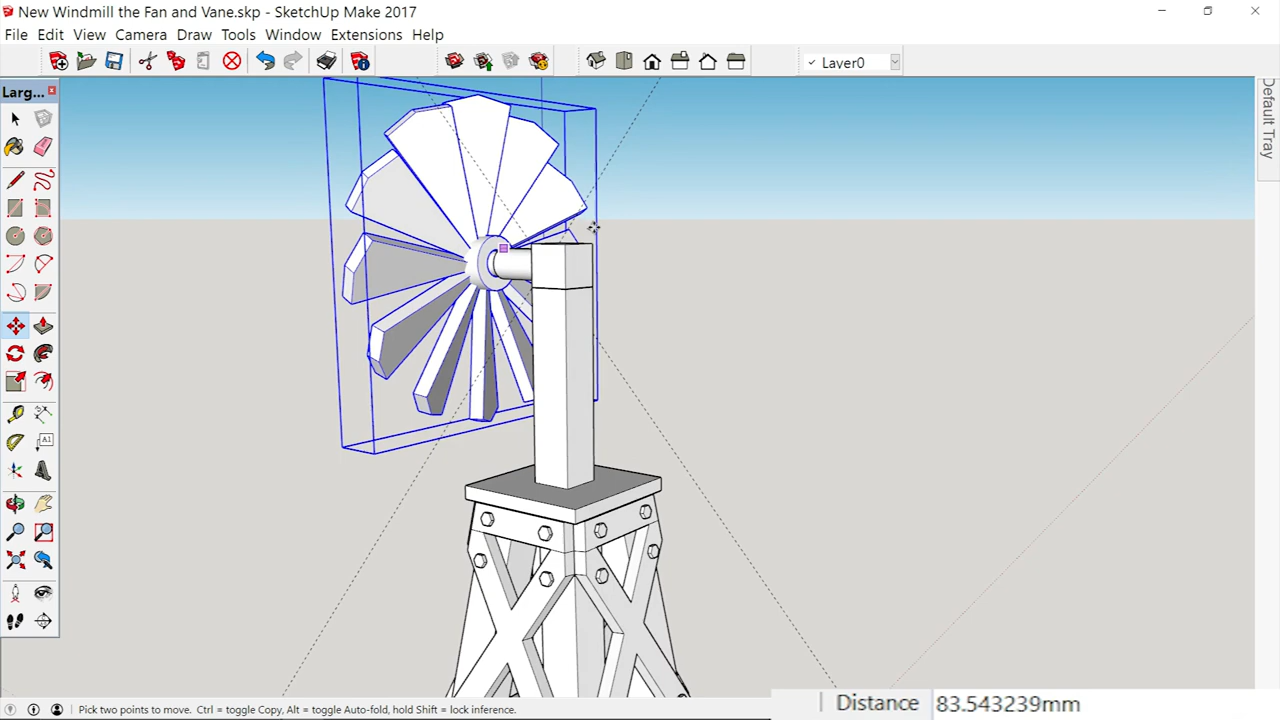 New Windmill the Fan and Vane.skp - SketchUp Make 2017
File Edit View Camera Draw Tools Window Extensions Help
✓ Layer0
Larg...
Default Tray
A1
Pick two points to move. Ctrl = toggle Copy, Alt = toggle Auto-fold, hold Shift = lock inference.
Distance 83.543239mm